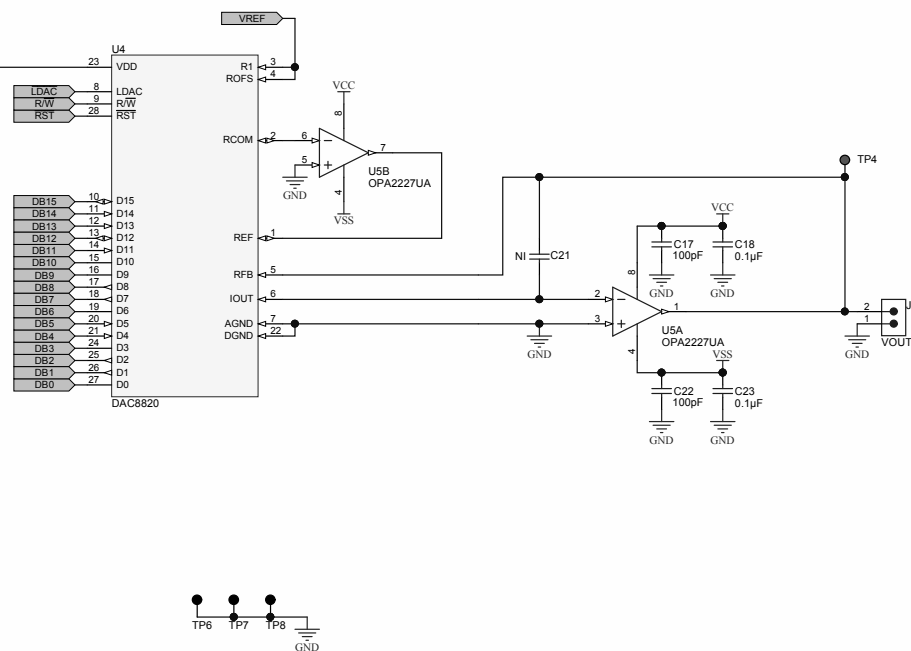 VREF
U4
23 VDD
R1 3
ROFS 4
LDAC 8 LDAC
R/W 9 R/W
RST 28 RST
VCC
8
RCOM 2 6 − 7
5 +
GND
U5B
OPA2227UA
4
VSS
TP4
DB15 10 D15
DB14 11 D14
DB13 12 D13
DB12 13 D12
DB11 14 D11
DB10 15 D10
DB9 16 D9
DB8 17 D8
DB7 18 D7
DB6 19 D6
DB5 20 D5
DB4 21 D4
DB3 24 D3
DB2 25 D2
DB1 26 D1
DB0 27 D0
REF 1
RFB 5
IOUT 6
AGND 7
DGND 22
DAC8820
NI C21
GND
VCC
C17
100pF
C18
0.1µF
GND GND
8
2 − 1
3 +
U5A
OPA2227UA
4
VSS
C22
100pF
C23
0.1µF
GND GND
J
2
1
VOUT
GND
TP6 TP7 TP8
GND